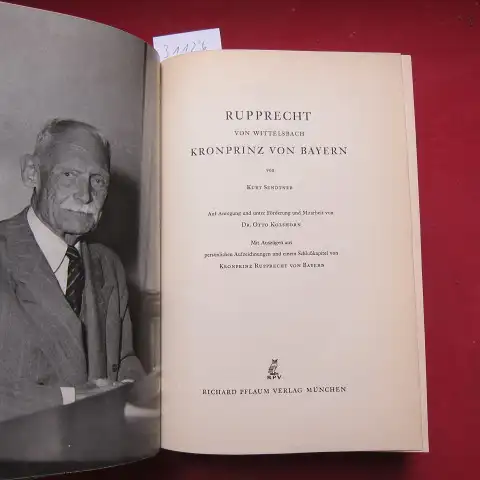 31124
RUPPRECHT
VON WITTELSBACH
KRONPRINZ VON BAYERN
von
KURT SENDTNER
Auf Anregung und unter Förderung und Mitarbeit von
DR. OTTO KOLSHORN
Mit Auszügen aus
persönlichen Aufzeichnungen und einem Schlußkapitel von
KRONPRINZ RUPPRECHT VON BAYERN
RPV
RICHARD PFLAUM VERLAG MÜNCHEN